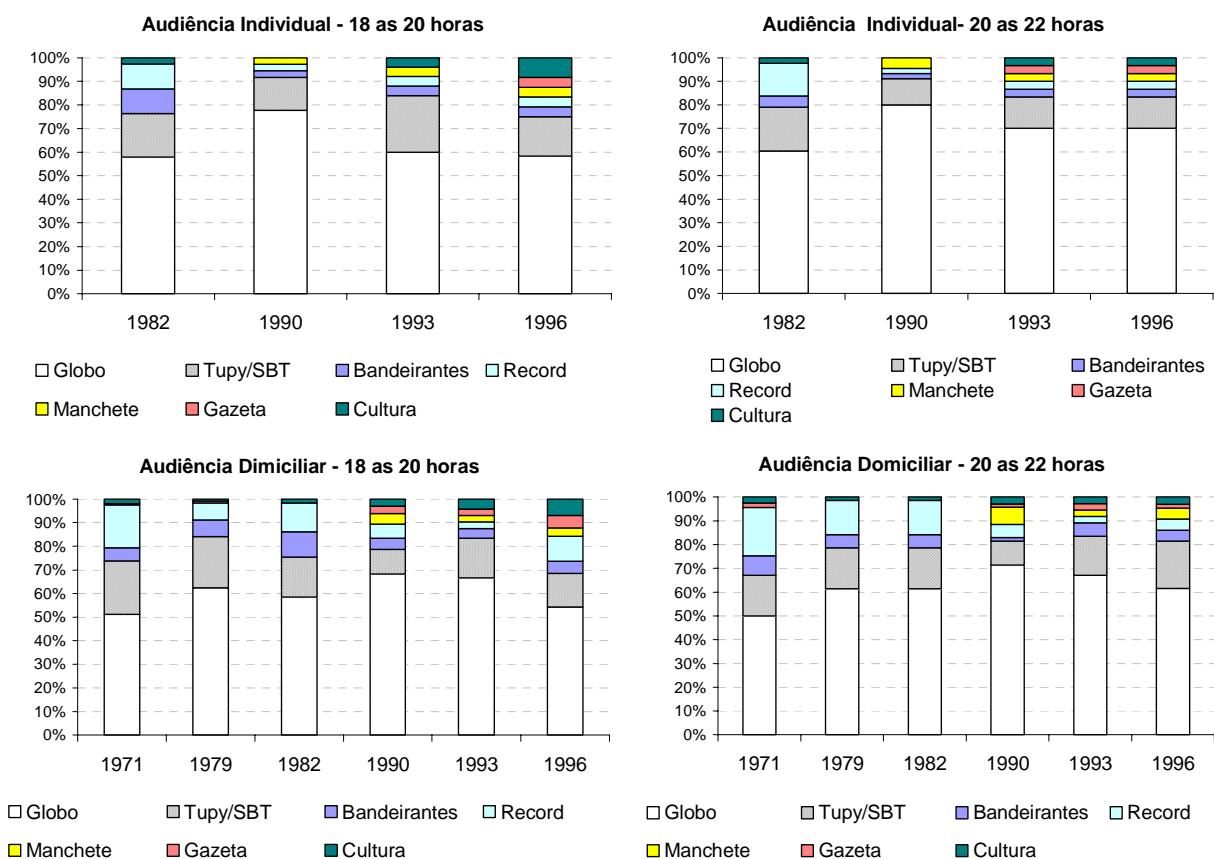 Audiência Individual - 18 as 20 horas
100%
90%
80%
70%
60%
50%
40%
30%
20%
10%
0%
1982 1990 1993 1996
Globo Tupy/SBT Bandeirantes Record
Manchete Gazeta Cultura
Audiência Individual- 20 as 22 horas
100%
90%
80%
70%
60%
50%
40%
30%
20%
10%
0%
1982 1990 1993 1996
Globo Tupy/SBT Bandeirantes
Record Manchete Gazeta
Cultura
Audiência Dimiciliar - 18 as 20 horas
100%
90%
80%
70%
60%
50%
40%
30%
20%
10%
0%
1971 1979 1982 1990 1993 1996
Globo Tupy/SBT Bandeirantes Record
Manchete Gazeta Cultura
Audiência Domiciliar - 20 as 22 horas
100%
90%
80%
70%
60%
50%
40%
30%
20%
10%
0%
1971 1979 1982 1990 1993 1996
Globo Tupy/SBT Bandeirantes Record
Manchete Gazeta Cultura